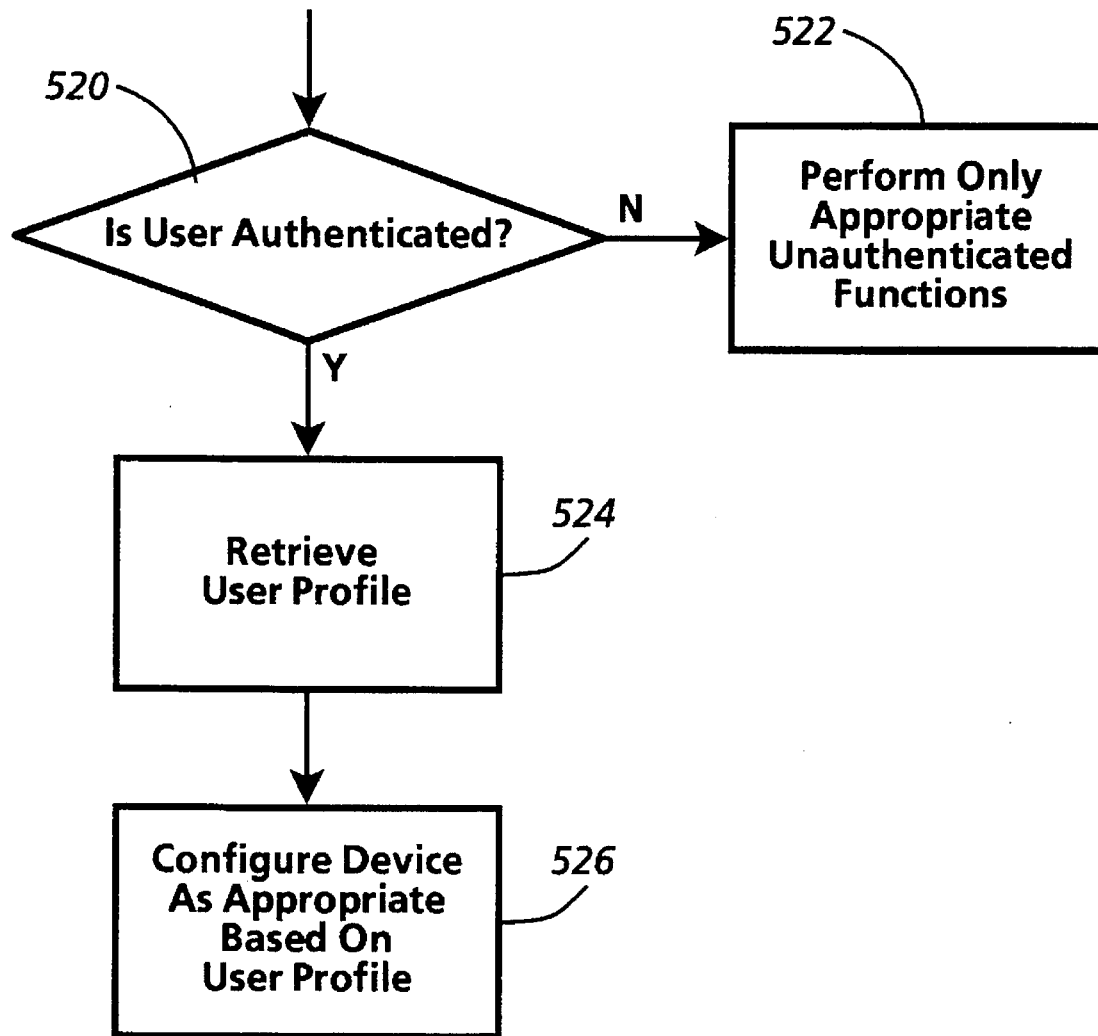 520
522
Is User Authenticated?
N
Perform Only
Appropriate
Unauthenticated
Functions
Y
524
Retrieve
User Profile
526
Configure Device
As Appropriate
Based On
User Profile